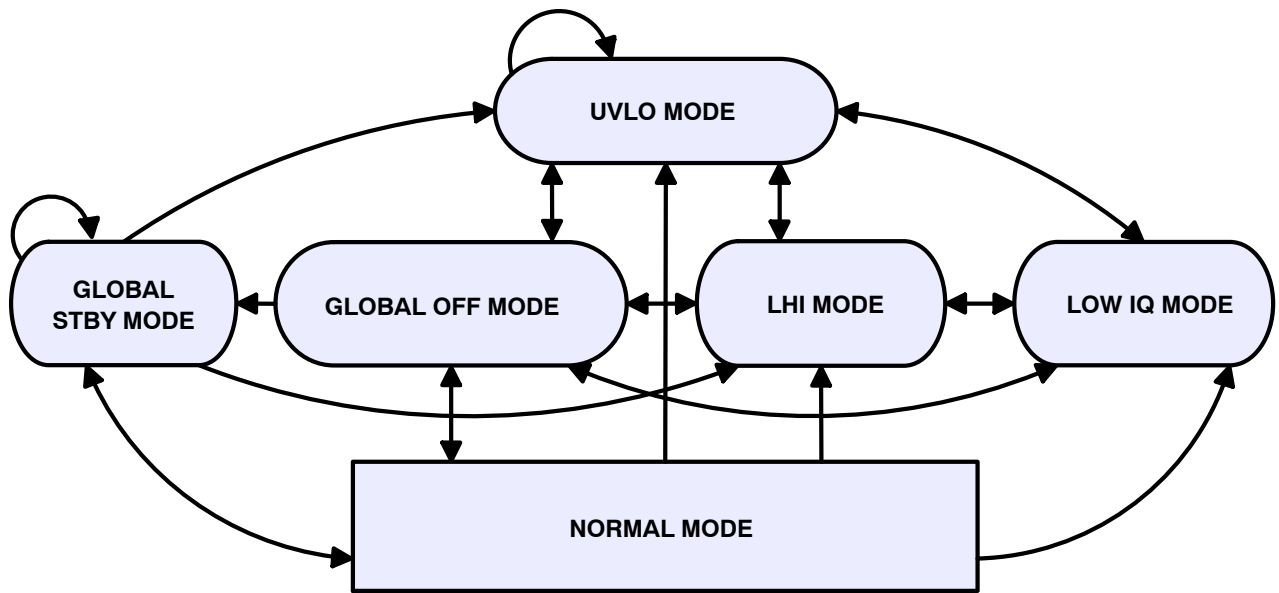 UVLO MODE
GLOBAL
STBY MODE
GLOBAL OFF MODE
LHI MODE
LOW IQ MODE
NORMAL MODE